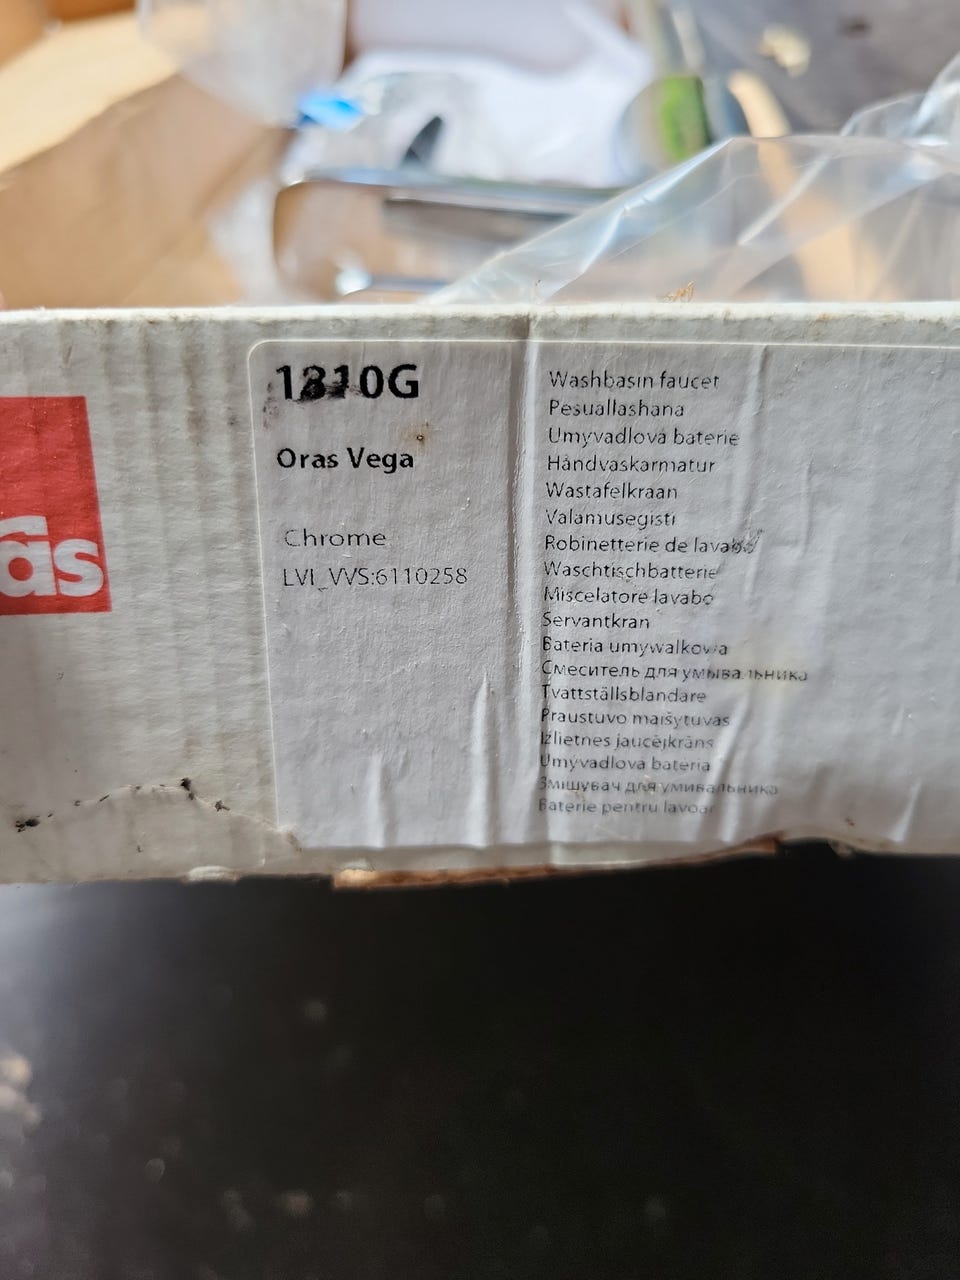 as
1810G
Oras Vega
Chrome
LVI_VVS:6110258
Washbasin faucet
Pesuallashana
Umyvadlová baterie
Håndvaskarmatur
Wastafelkraan
Valamusegisti
Robinetterie de lavabo
Waschtischbatterie
Miscelatore lavabo
Servantkran
Bateria umywalkowa
Смеситель для умывальника
Tvättställsblandare
Praustuvo maišytuvas
Izlietnes jaucējkrāns
Umývadlová bateria
Змішувач для умивальника
Baterie pentru lavoar